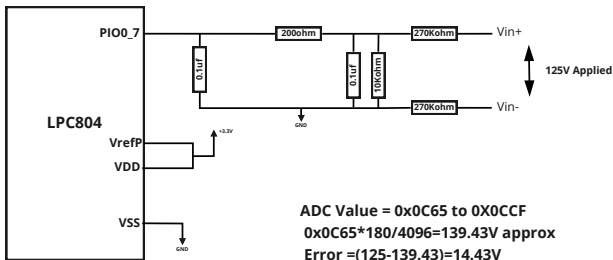 PIO0_7
200ohm
270Kohm
Vin+
0.1uf
0.1uf
10Kohm
125V Applied
270Kohm
Vin-
GND
LPC804
VrefP
+3.3V
VDD
VSS
GND
ADC Value = 0x0C65 to 0X0CCF
0x0C65*180/4096=139.43V approx
Error =(125-139.43)=14.43V